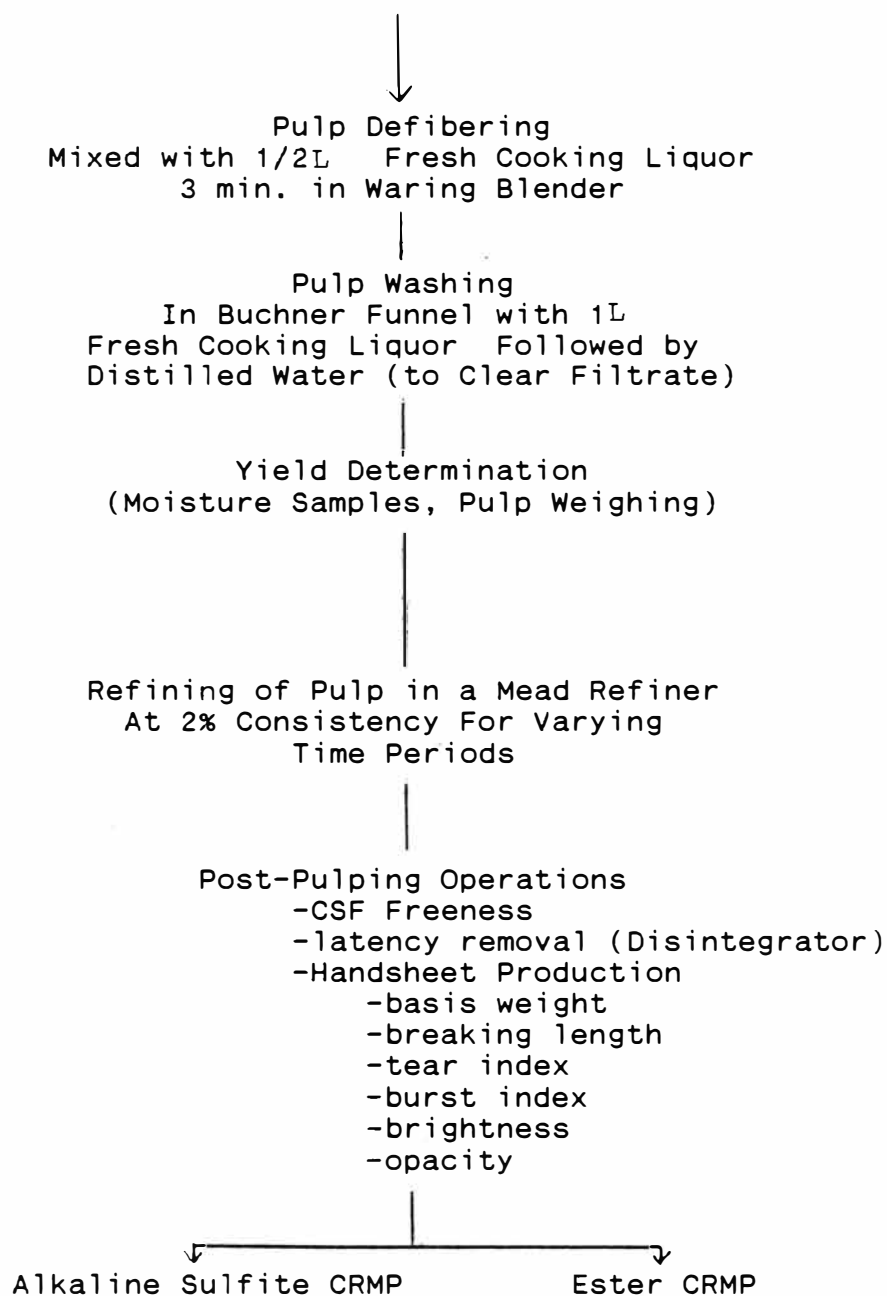 Pulp Defibering
Mixed with 1/2L Fresh Cooking Liquor
3 min. in Waring Blender
Pulp Washing
In Buchner Funnel with 1L
Fresh Cooking Liquor Followed by
Distilled Water (to Clear Filtrate)
Yield Determination
(Moisture Samples, Pulp Weighing)
Refining of Pulp in a Mead Refiner
At 2% Consistency For Varying
Time Periods
Post-Pulping Operations
-CSF Freeness
-latency removal (Disintegrator)
-Handsheet Production
-basis weight
-breaking length
-tear index
-burst index
-brightness
-opacity
Alkaline Sulfite CRMP Ester CRMP